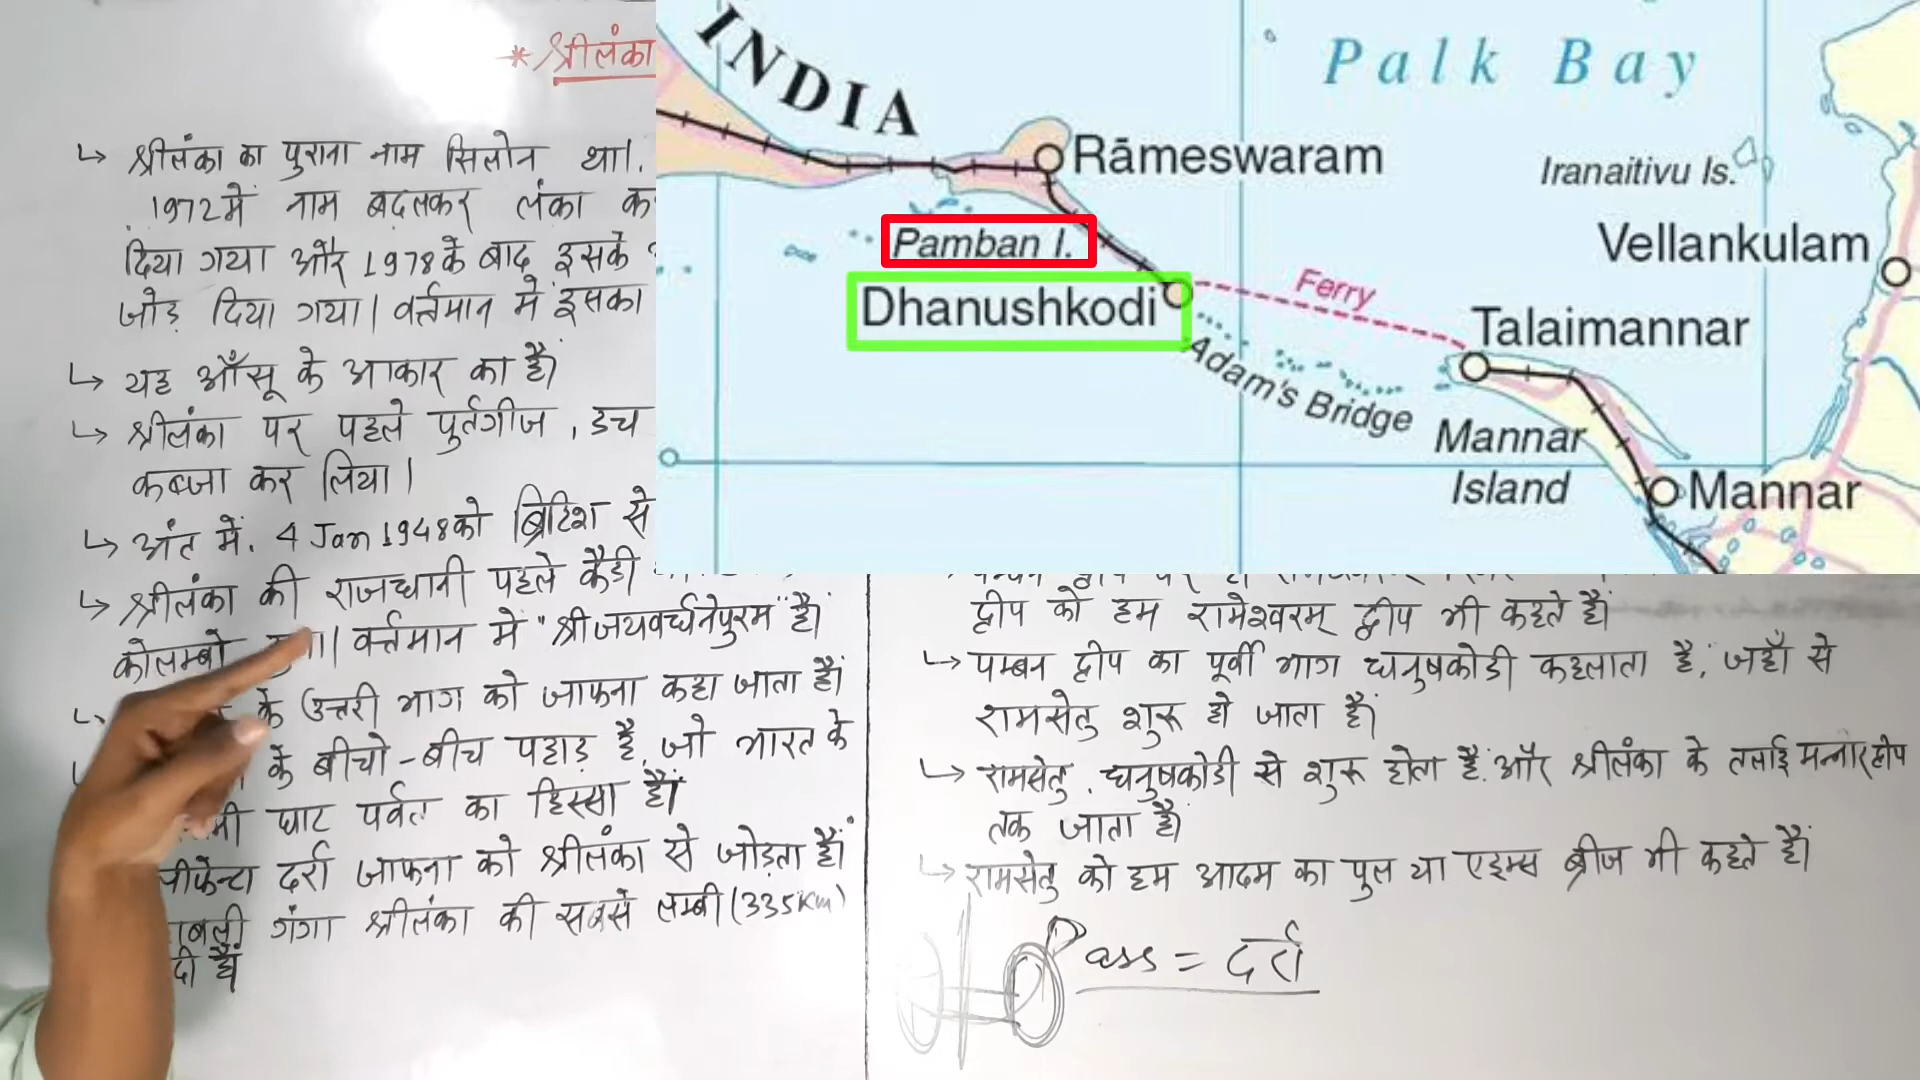 * श्रीलंका
↳ श्रीलंका का पुराना नाम सिलोन था।
1972 में नाम बदलकर लंका क
दिया गया और 1978 के बाद इसके
जोड़ दिया गया। वर्त्तमान में इसका
↳ यह आँसू के आकार का है।
↳ श्रीलंका पर पहले पुर्तगीज, डच
कब्जा कर लिया।
↳ अंत में. 4 Jan 1948 को ब्रिटिश से
↳ श्रीलंका की राजधानी पहले कैंडी
कोलम्बो वर्त्तमान में "श्रीजयवर्धनेपुरम" है।
के उत्तरी भाग को जाफना कहा जाता है।
के बीचो-बीच पहाड़ है, जो भारत के
मी घाट पर्वत का हिस्सा है।
दर्रा जाफना को श्रीलंका से जोड़ता है।
गंगा श्रीलंका की सबसे लम्बी (335Km)
दी है
INDIA
Palk Bay
Rāmeswaram
Iranaitivu Is.
Pamban I.
Vellankulam
Dhanushkodi
Ferry
Talaimannar
Adam's Bridge
Mannar
Island
Mannar
द्वीप को हम रामेश्वरम् द्वीप भी कहते है।
↳ पम्बन द्वीप का पूर्वी भाग धनुषकोडी कहलाता है, जहाँ से
रामसेतु शुरू हो जाता है।
↳ रामसेतु, धनुषकोडी से शुरू होता है. और श्रीलंका के तलाई मन्नार द्वीप
तक जाता है।
↳ रामसेतु को हम आदम का पुल या एडम्स ब्रीज भी कहते है।
Pass = दर्रा